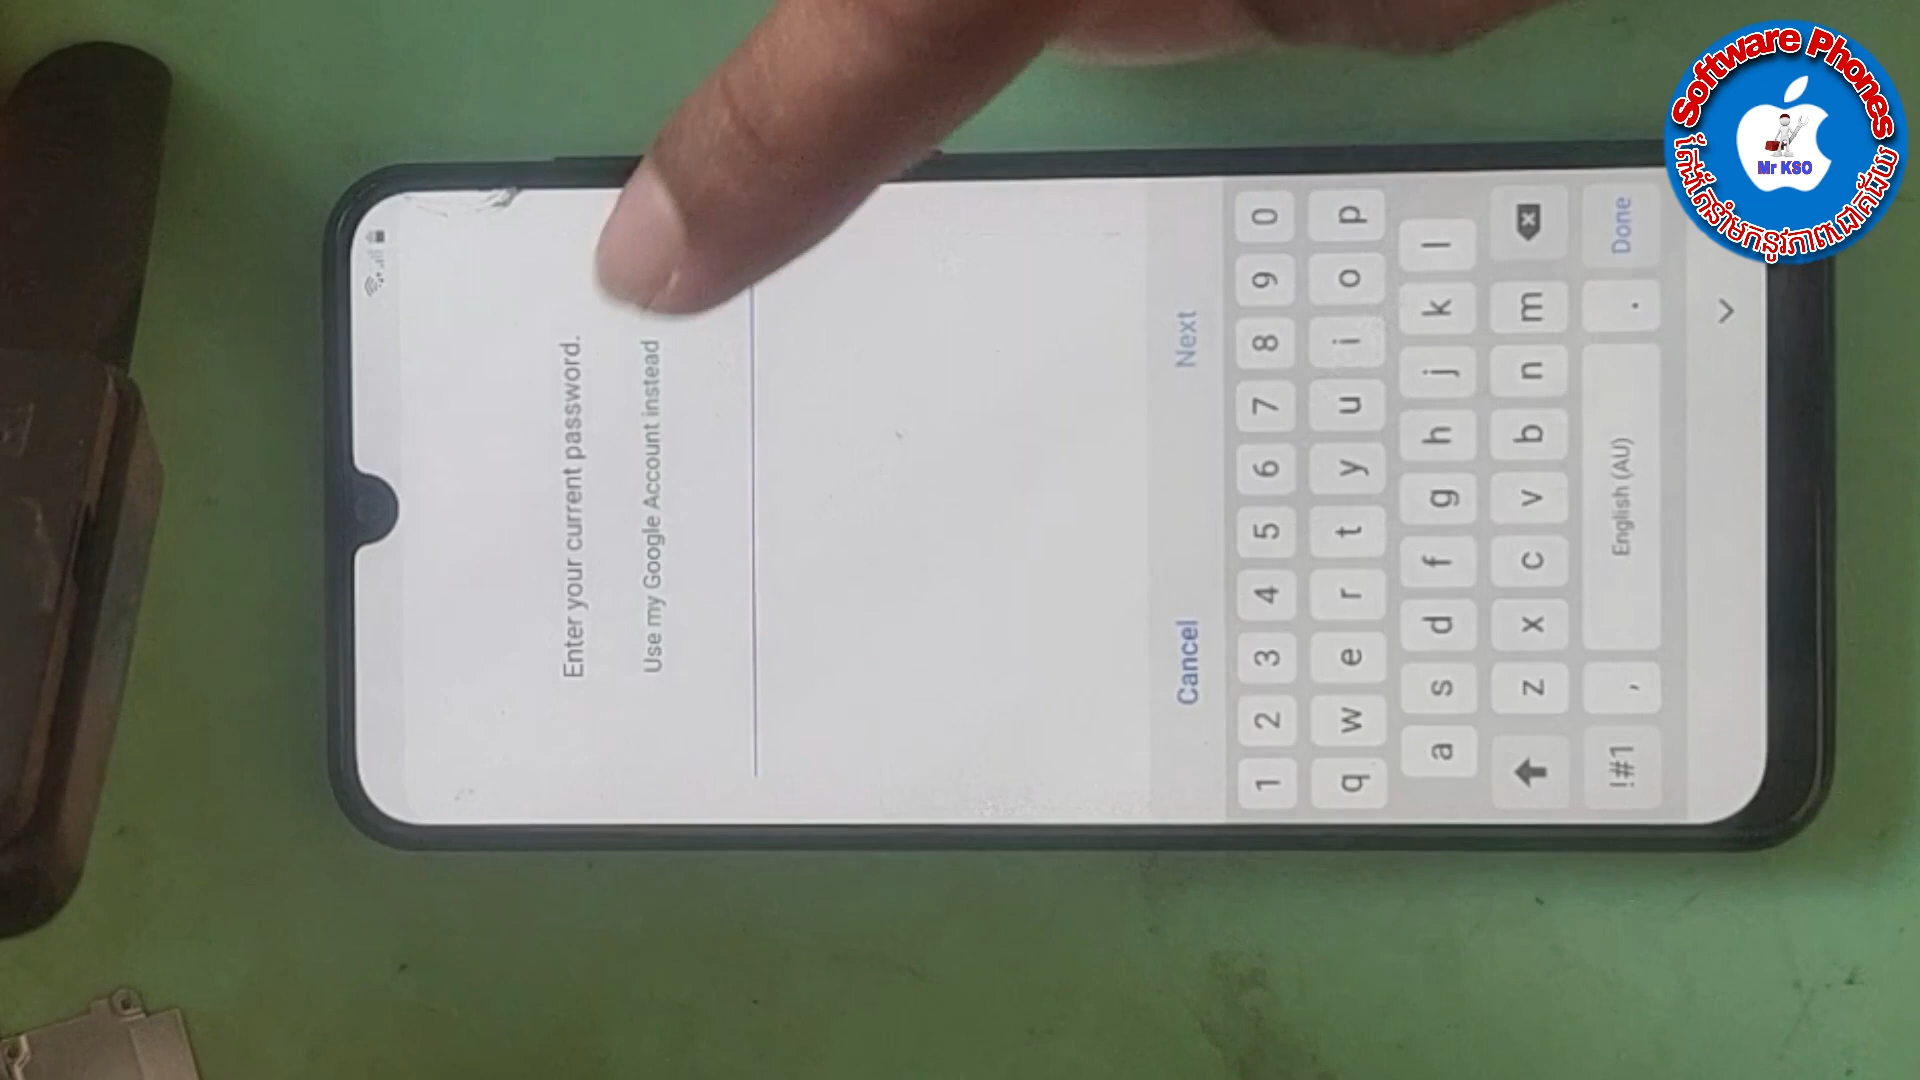 Enter your current password.
Use my Google Account instead
Cancel Next
1 2 3 4 5 6 7 8 9 0
q w e r t y u i o p
a s d f g h j k l
z x c v b n m
!#1 , English (AU) . Done
Software Phones
Mr KSO